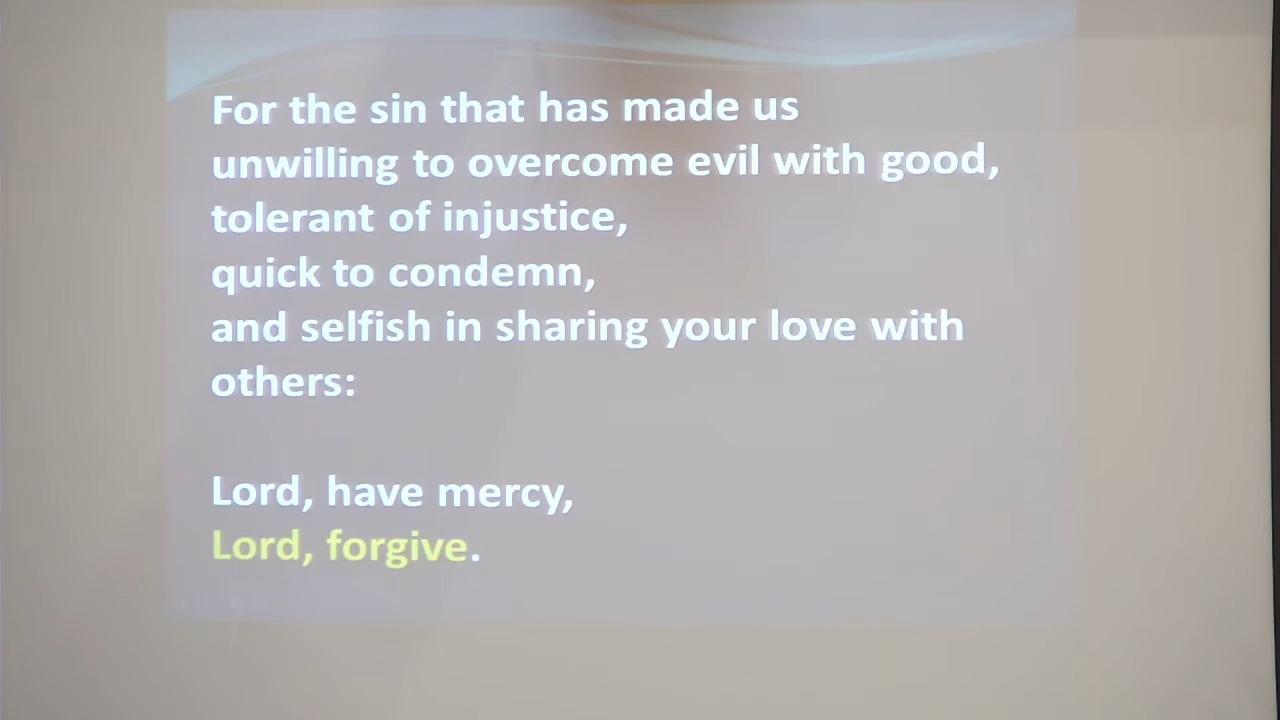 For the sin that has made us
unwilling to overcome evil with good,
tolerant of injustice,
quick to condemn,
and selfish in sharing your love with
others:
Lord, have mercy,
Lord, forgive.